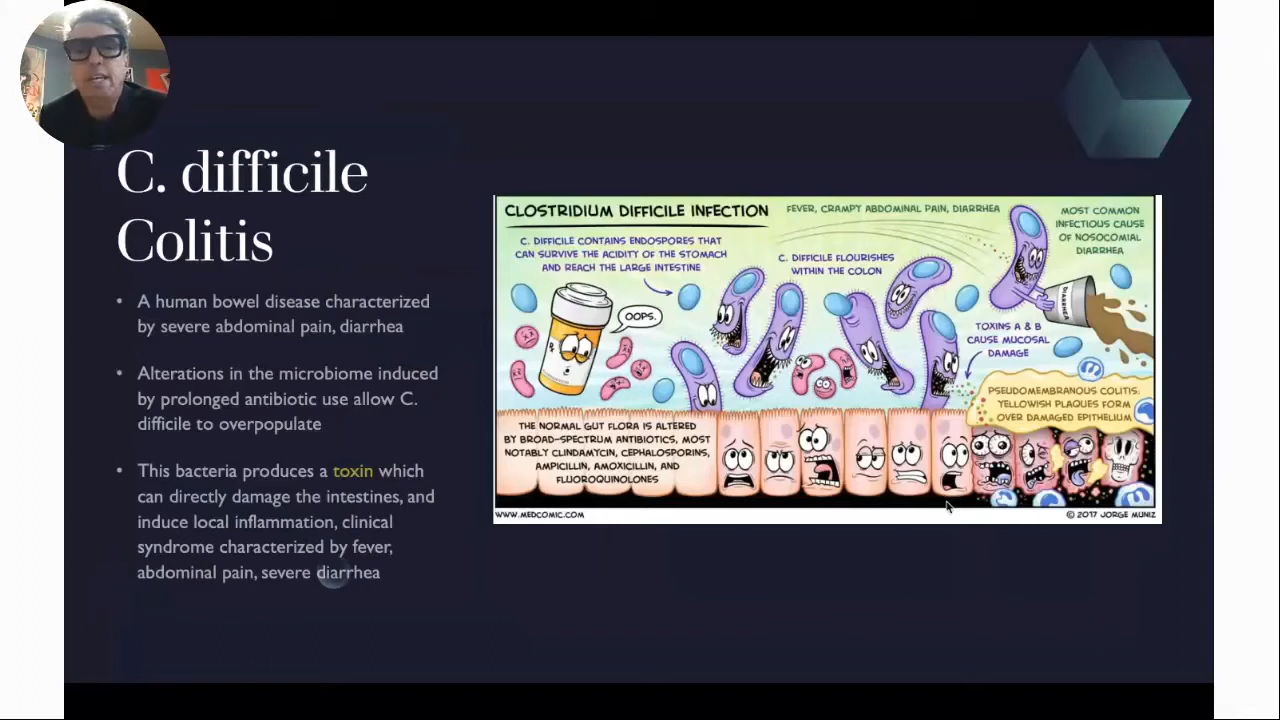 C. difficile
Colitis
• A human bowel disease characterized
by severe abdominal pain, diarrhea
• Alterations in the microbiome induced
by prolonged antibiotic use allow C.
difficile to overpopulate
• This bacteria produces a toxin which
can directly damage the intestines, and
induce local inflammation, clinical
syndrome characterized by fever,
abdominal pain, severe diarrhea
CLOSTRIDIUM DIFFICILE INFECTION
FEVER, CRAMPY ABDOMINAL PAIN, DIARRHEA
MOST COMMON
INFECTIOUS CAUSE
OF NOSOCOMIAL
DIARRHEA
C. DIFFICILE CONTAINS ENDOSPORES THAT
CAN SURVIVE THE ACIDITY OF THE STOMACH
AND REACH THE LARGE INTESTINE
C. DIFFICILE FLOURISHES
WITHIN THE COLON
DIARRHEA
OOPS.
TOXINS A & B
CAUSE MUCOSAL
DAMAGE
PSEUDOMEMBRANOUS COLITIS:
YELLOWISH PLAQUES FORM
OVER DAMAGED EPITHELIUM
THE NORMAL GUT FLORA IS ALTERED
BY BROAD-SPECTRUM ANTIBIOTICS, MOST
NOTABLY CLINDAMYCIN, CEPHALOSPORINS,
AMPICILLIN, AMOXICILLIN, AND
FLUOROQUINOLONES
WWW.MEDCOMIC.COM
© 2017 JORGE MUNIZ